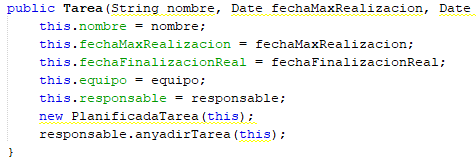 public Tarea(String nombre, Date fechaMaxRealizacion, Date
this.nombre = nombre;
this.fechaMaxRealizacion = fechaMaxRealizacion;
this.fechaFinalizacionReal = fechaFinalizacionReal;
this.equipo = equipo;
this.responsable = responsable;
new PlanificadaTarea(this);
responsable.anyadirTarea(this);
}